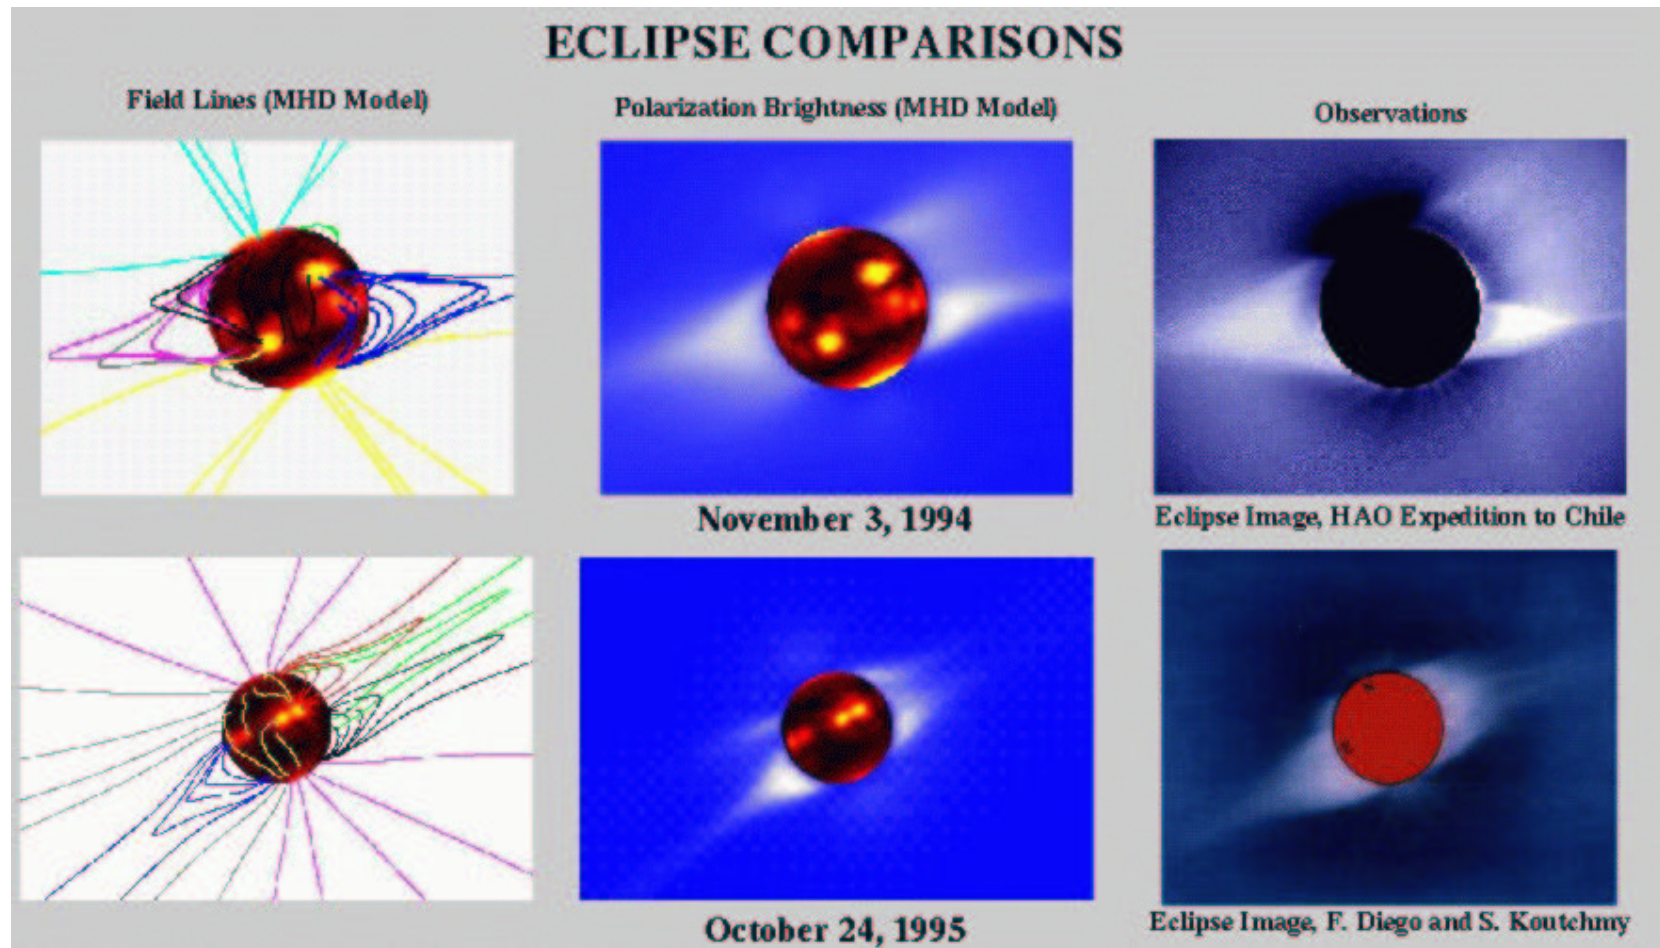 ECLIPSE COMPARISONS
Field Lines (MHD Model)
Polarization Brightness (MHD Model)
Observations
November 3, 1994
Eclipse Image, HAO Expedition to Chile
October 24, 1995
Eclipse Image, F. Diego and S. Koutchmy